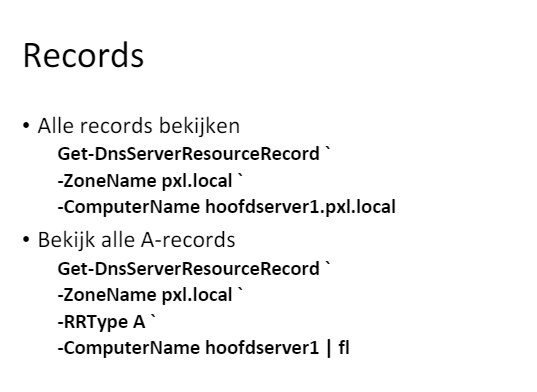 Records
• Alle records bekijken
Get-DnsServerResourceRecord `
-ZoneName pxl.local `
-ComputerName hoofdserver1.pxl.local
• Bekijk alle A-records
Get-DnsServerResourceRecord `
-ZoneName pxl.local `
-RRType A `
-ComputerName hoofdserver1 | fl